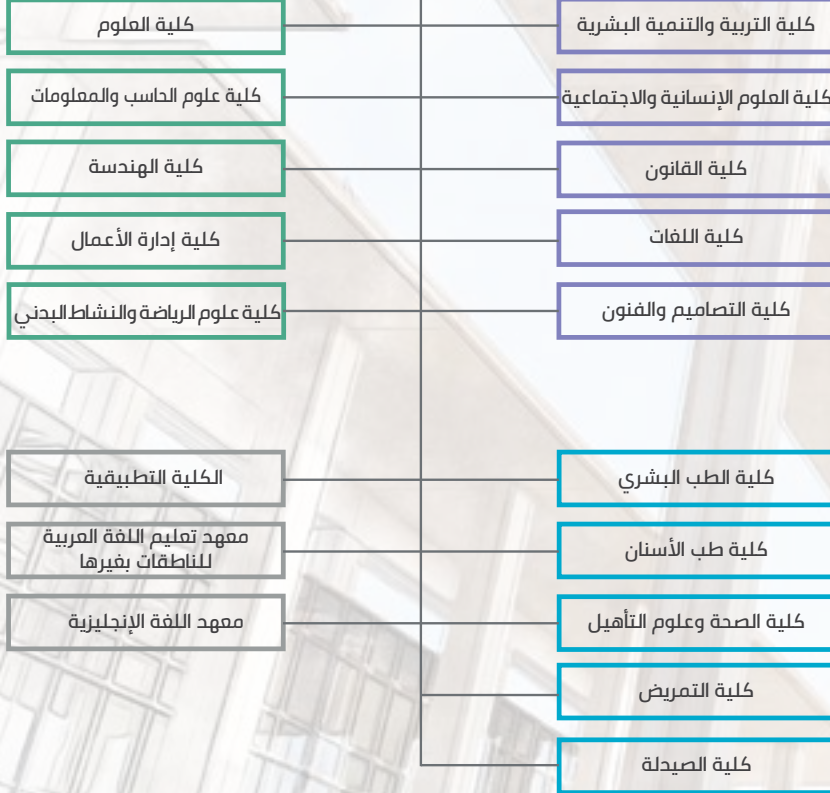 كلية التربية والتنمية البشرية
كلية العلوم الإنسانية والاجتماعية
كلية القانون
كلية اللغات
كلية التصاميم والفنون
كلية العلوم
كلية علوم الحاسب والمعلومات
كلية الهندسة
كلية إدارة الأعمال
كلية علوم الرياضة والنشاط البدني
كلية الطب البشري
كلية طب الأسنان
كلية الصحة وعلوم التأهيل
كلية التمريض
كلية الصيدلة
الكلية التطبيقية
معهد تعليم اللغة العربية
للناطقات بغيرها
معهد اللغة الإنجليزية